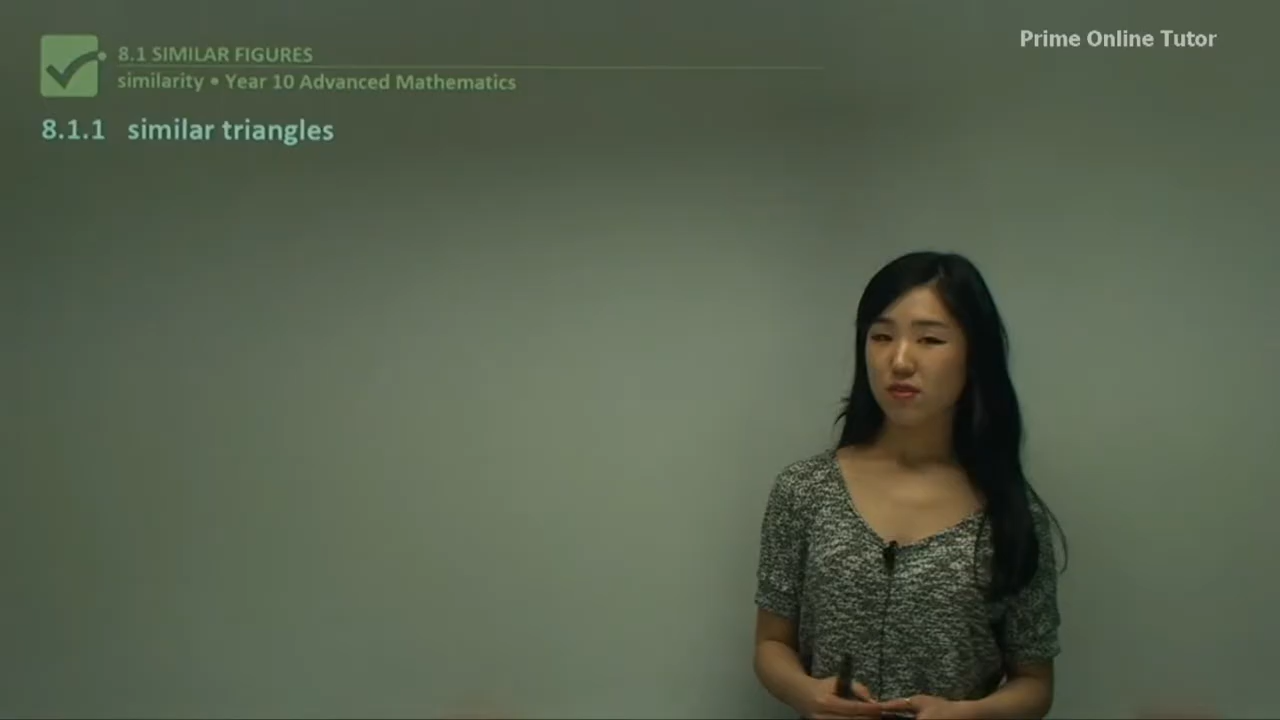 Prime Online Tutor
8.1 SIMILAR FIGURES
similarity • Year 10 Advanced Mathematics
8.1.1 similar triangles